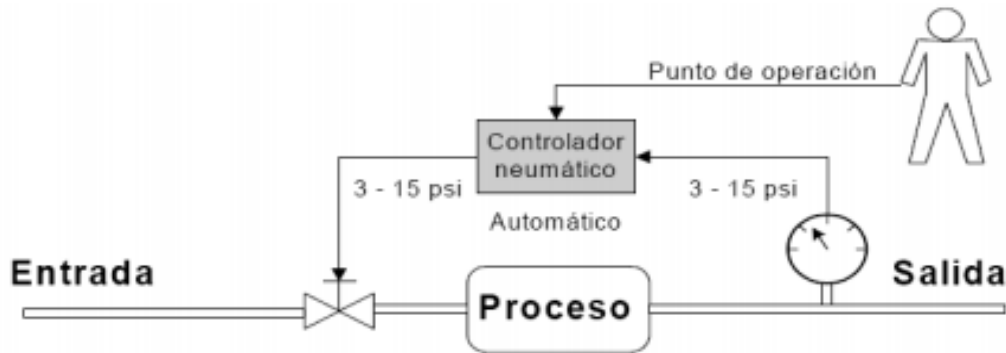 Punto de operación
Controlador
neumático
3 - 15 psi
3 - 15 psi
Automático
Entrada
Salida
Proceso